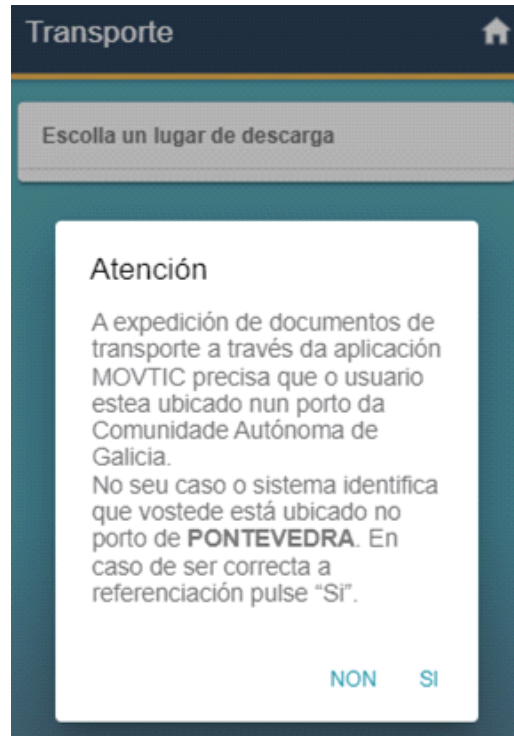 Transporte
Escolla un lugar de descarga
Atención
A expedición de documentos de
transporte a través da aplicación
MOVTIC precisa que o usuario
estea ubicado nun porto da
Comunidade Autónoma de
Galicia.
No seu caso o sistema identifica
que vostede está ubicado no
porto de PONTEVEDRA. En
caso de ser correcta a
referenciación pulse “Si”.
NON SI